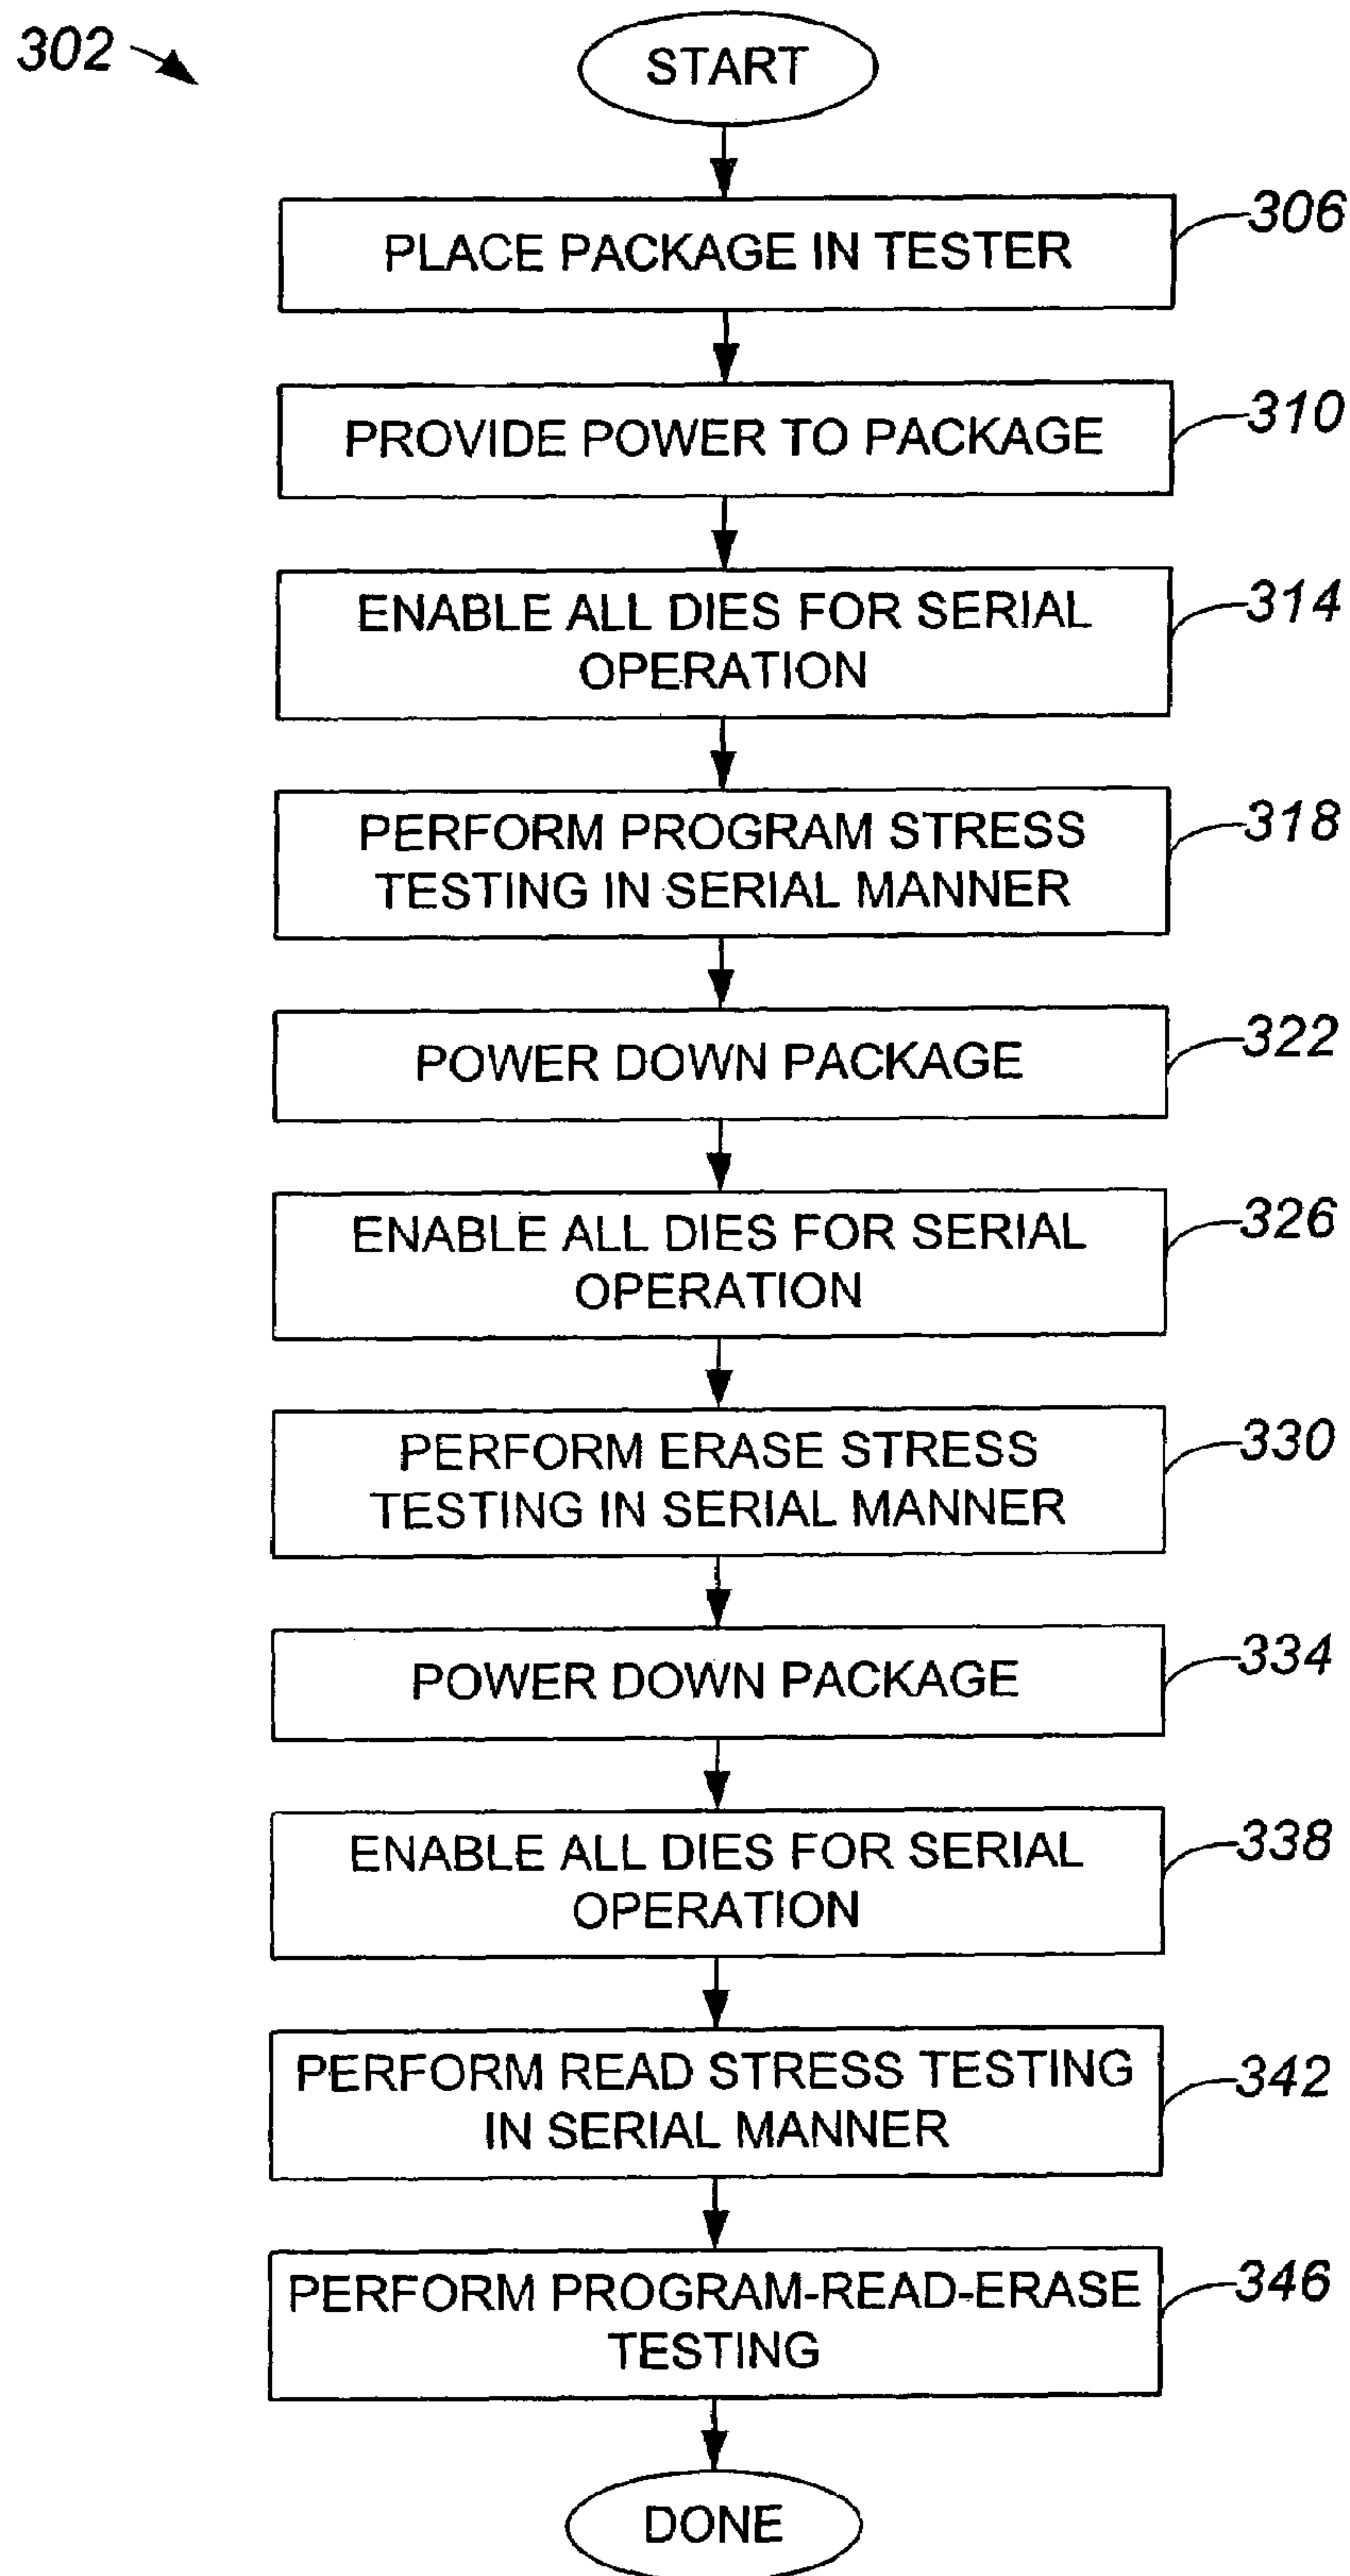 302
START
PLACE PACKAGE IN TESTER
306
PROVIDE POWER TO PACKAGE
310
ENABLE ALL DIES FOR SERIAL
OPERATION
314
PERFORM PROGRAM STRESS
TESTING IN SERIAL MANNER
318
POWER DOWN PACKAGE
322
ENABLE ALL DIES FOR SERIAL
OPERATION
326
PERFORM ERASE STRESS
TESTING IN SERIAL MANNER
330
POWER DOWN PACKAGE
334
ENABLE ALL DIES FOR SERIAL
OPERATION
338
PERFORM READ STRESS TESTING
IN SERIAL MANNER
342
PERFORM PROGRAM-READ-ERASE
TESTING
346
DONE